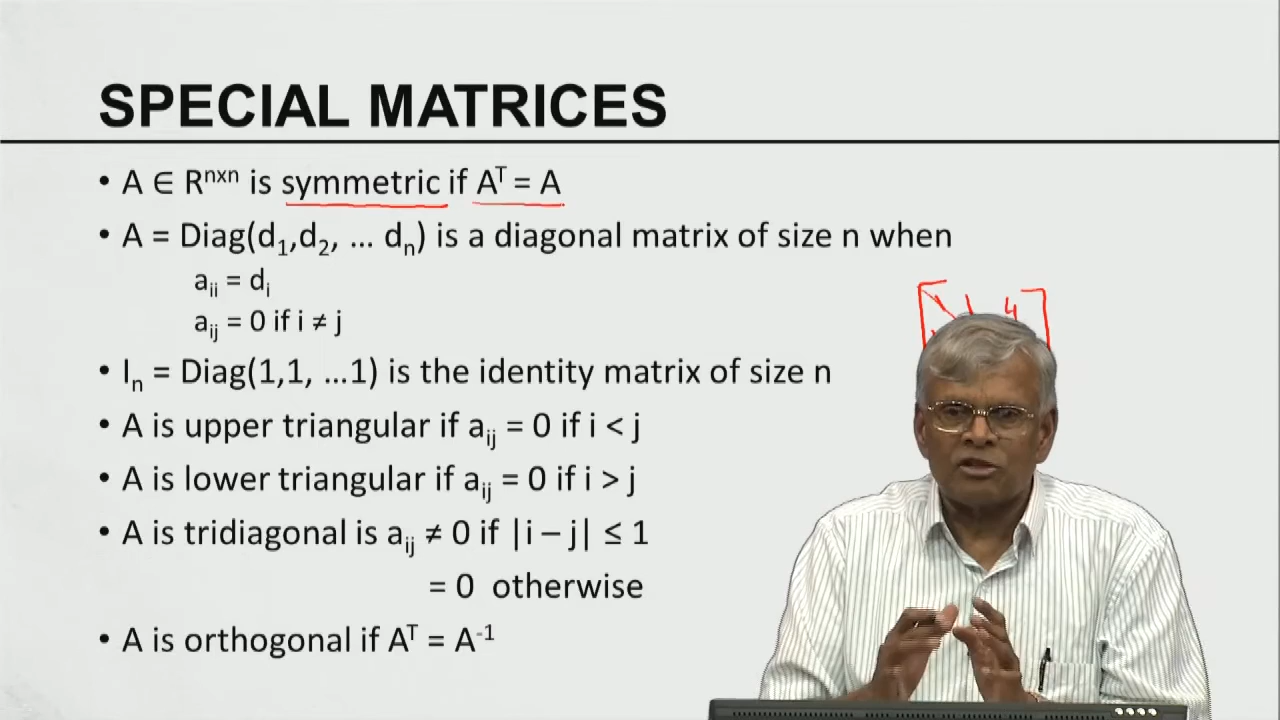 SPECIAL MATRICES
• A ∈ Rⁿˣⁿ is symmetric if Aᵀ = A
• A = Diag(d₁,d₂, … dₙ) is a diagonal matrix of size n when
aᵢᵢ = dᵢ
aᵢⱼ = 0 if i ≠ j
• Iₙ = Diag(1,1, …1) is the identity matrix of size n
• A is upper triangular if aᵢⱼ = 0 if i < j
• A is lower triangular if aᵢⱼ = 0 if i > j
• A is tridiagonal is aᵢⱼ ≠ 0 if |i – j| ≤ 1
= 0 otherwise
• A is orthogonal if Aᵀ = A⁻¹
4